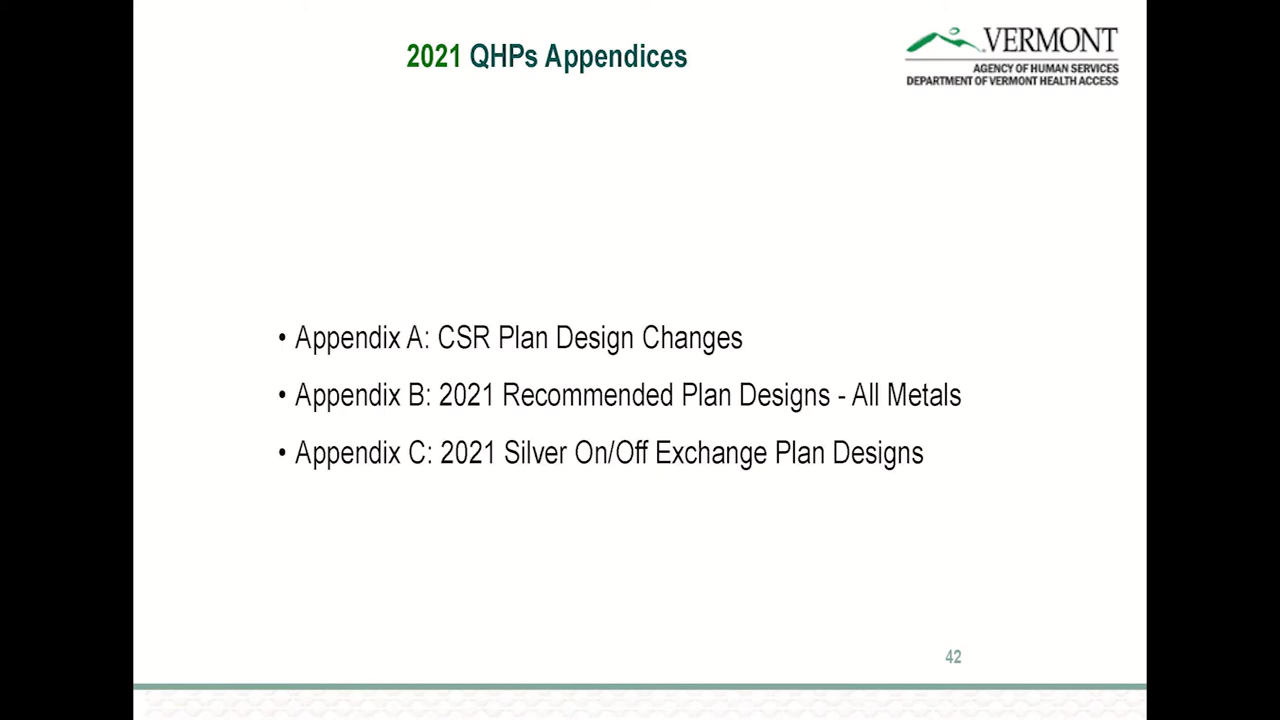 2021 QHPs Appendices
VERMONT
AGENCY OF HUMAN SERVICES
DEPARTMENT OF VERMONT HEALTH ACCESS
• Appendix A: CSR Plan Design Changes
• Appendix B: 2021 Recommended Plan Designs - All Metals
• Appendix C: 2021 Silver On/Off Exchange Plan Designs
42